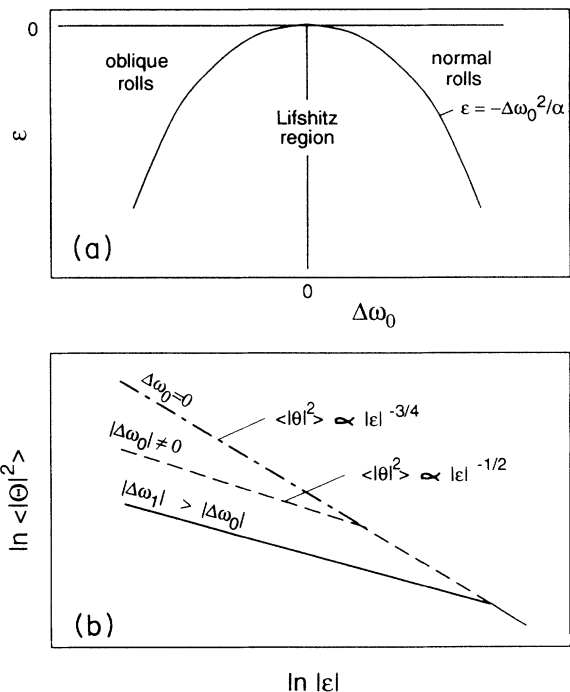 0
oblique
rolls
normal
rolls
Lifshitz
region
ε = -Δω₀²/α
ε
(a)
0
Δω₀
Δω₀=0
<|θ|²> ∝ |ε| -3/4
|Δω₀| ≠ 0
<|θ|²> ∝ |ε| -1/2
|Δω₁| > |Δω₀|
ln <|Θ|²>
(b)
ln |ε|